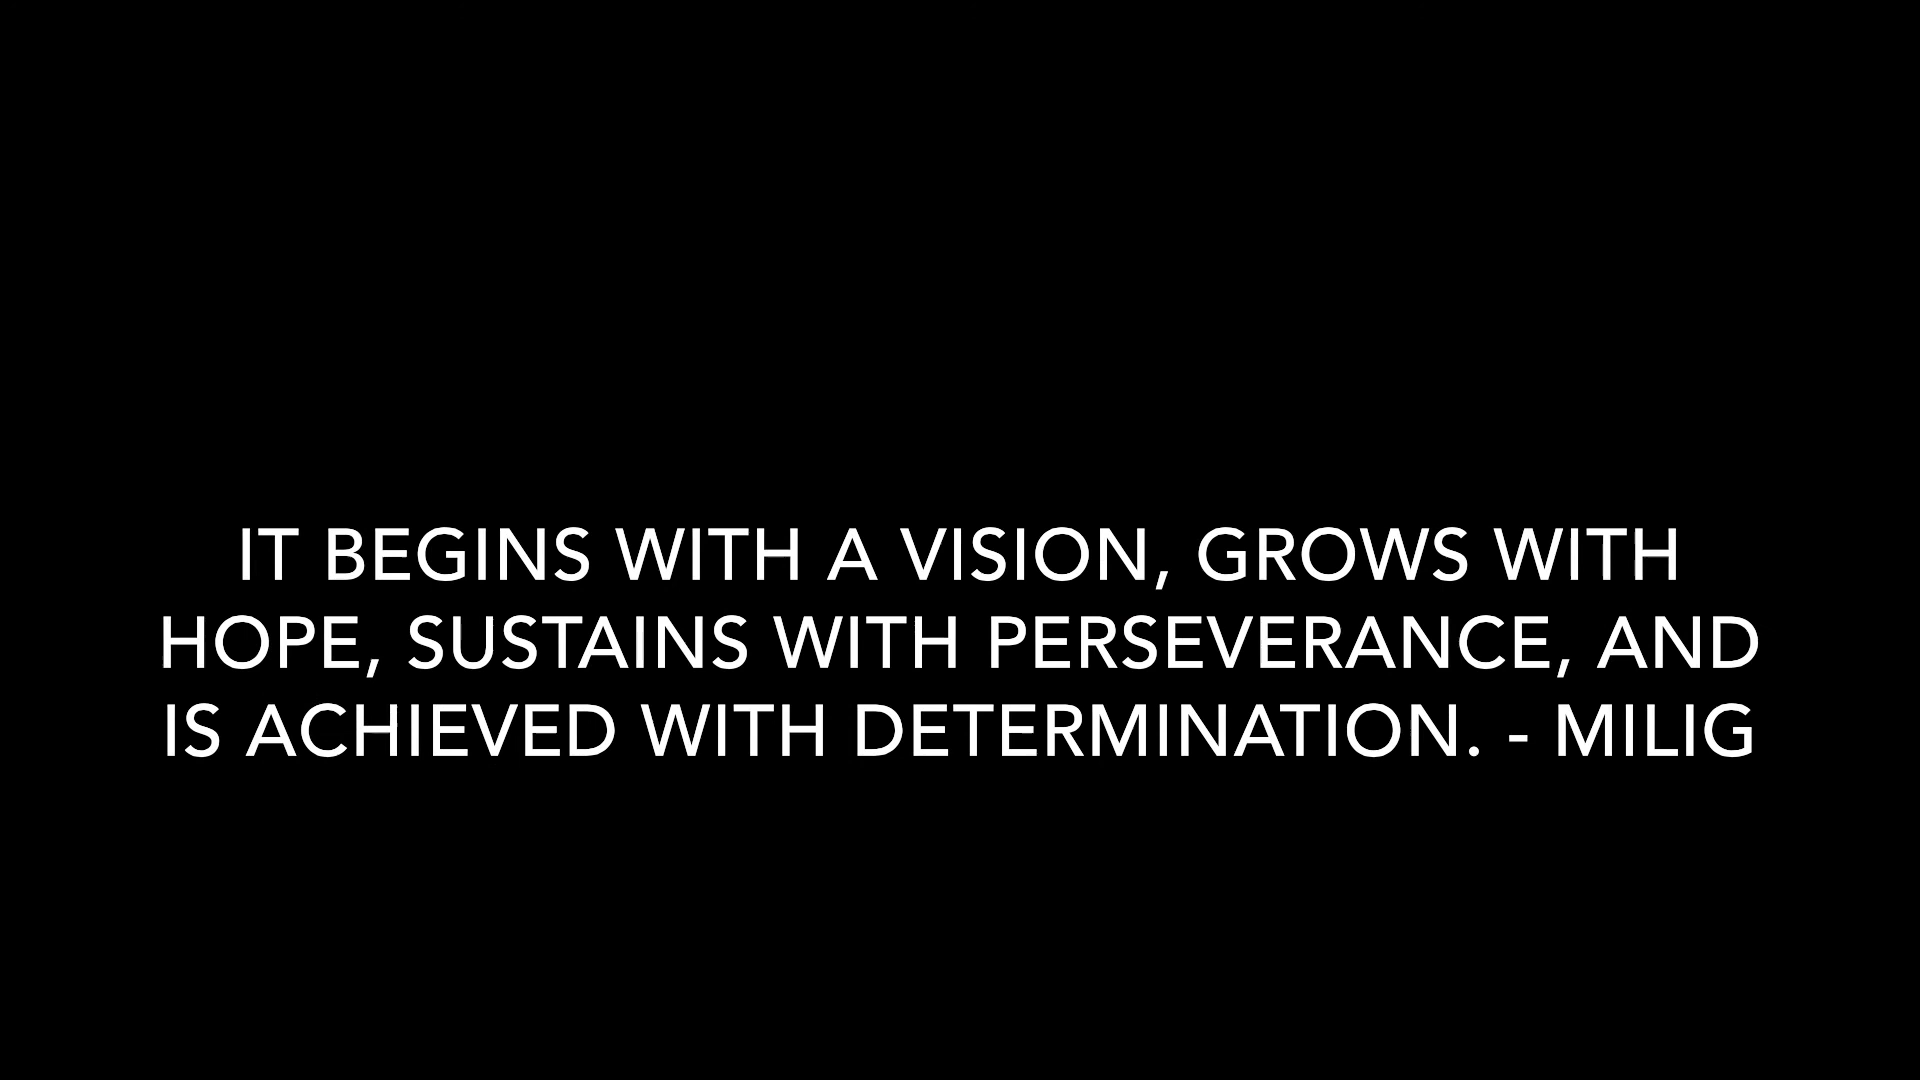 IT BEGINS WITH A VISION, GROWS WITH
HOPE, SUSTAINS WITH PERSEVERANCE, AND
IS ACHIEVED WITH DETERMINATION. - MILIG